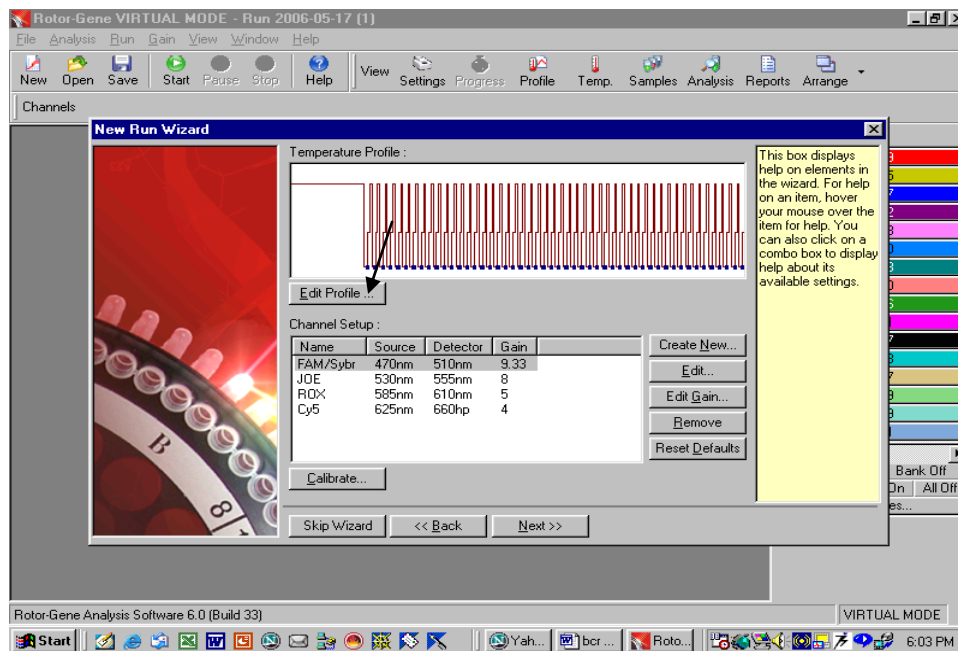 Rotor-Gene VIRTUAL MODE - Run 2006-05-17 (1)
File Analysis Run Gain View Window Help
New Open Save Start Pause Stop Help View Settings Progress Profile Temp. Samples Analysis Reports Arrange
Channels
New Run Wizard
Temperature Profile :
Edit Profile ...
Channel Setup :
Name Source Detector Gain
FAM/Sybr 470nm 510nm 9.33
JOE 530nm 555nm 8
ROX 585nm 610nm 5
Cy5 625nm 660hp 4
Create New...
Edit...
Edit Gain...
Remove
Reset Defaults
Calibrate...
Skip Wizard << Back Next >>
This box displays
help on elements in
the wizard. For help
on an item, hover
your mouse over the
item for help. You
can also click on a
combo box to display
help about its
available settings.
B
8
Bank Off
On All Off
es...
Rotor-Gene Analysis Software 6.0 (Build 33)
VIRTUAL MODE
Start Yah... bcr ... Roto... 6:03 PM